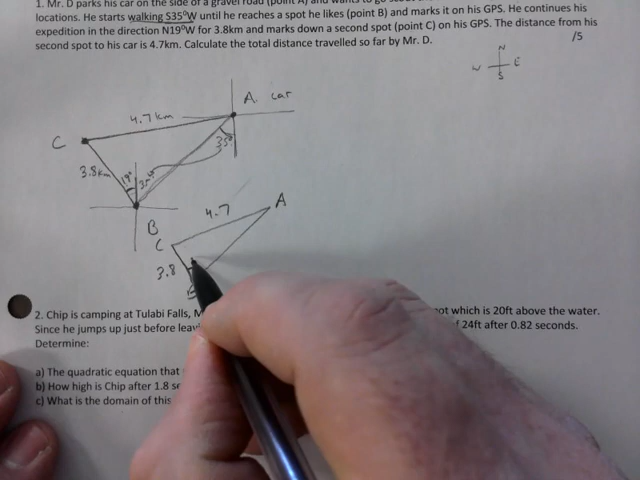 1. Mr. D parks his car on the side of a gravel road (point A) and wants to
locations. He starts walking S35°W until he reaches a spot he likes (point B) and marks it on his GPS. He continues his
expedition in the direction N19°W for 3.8km and marks down a second spot (point C) on his GPS. The distance from his
second spot to his car is 4.7km. Calculate the total distance travelled so far by Mr. D.
/5
N
W E
S
A. car
4.7 km
C
35°
3.8km 19° 35°
B
A
4.7
C
3.8
B
2. Chip is camping at Tulabi Falls, M ot which is 20ft above the water.
Since he jumps up just before leav f 24ft after 0.82 seconds.
Determine:
a) The quadratic equation that
b) How high is Chip after 1.8 se
c) What is the domain of this